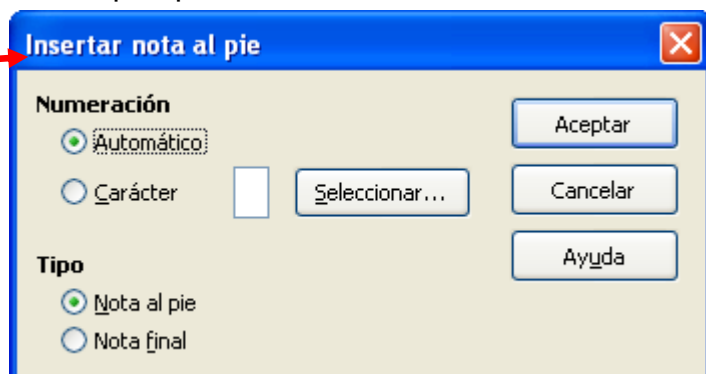 Insertar nota al pie
Numeración
Automático
Carácter
Seleccionar...
Tipo
Nota al pie
Nota final
Aceptar
Cancelar
Ayuda